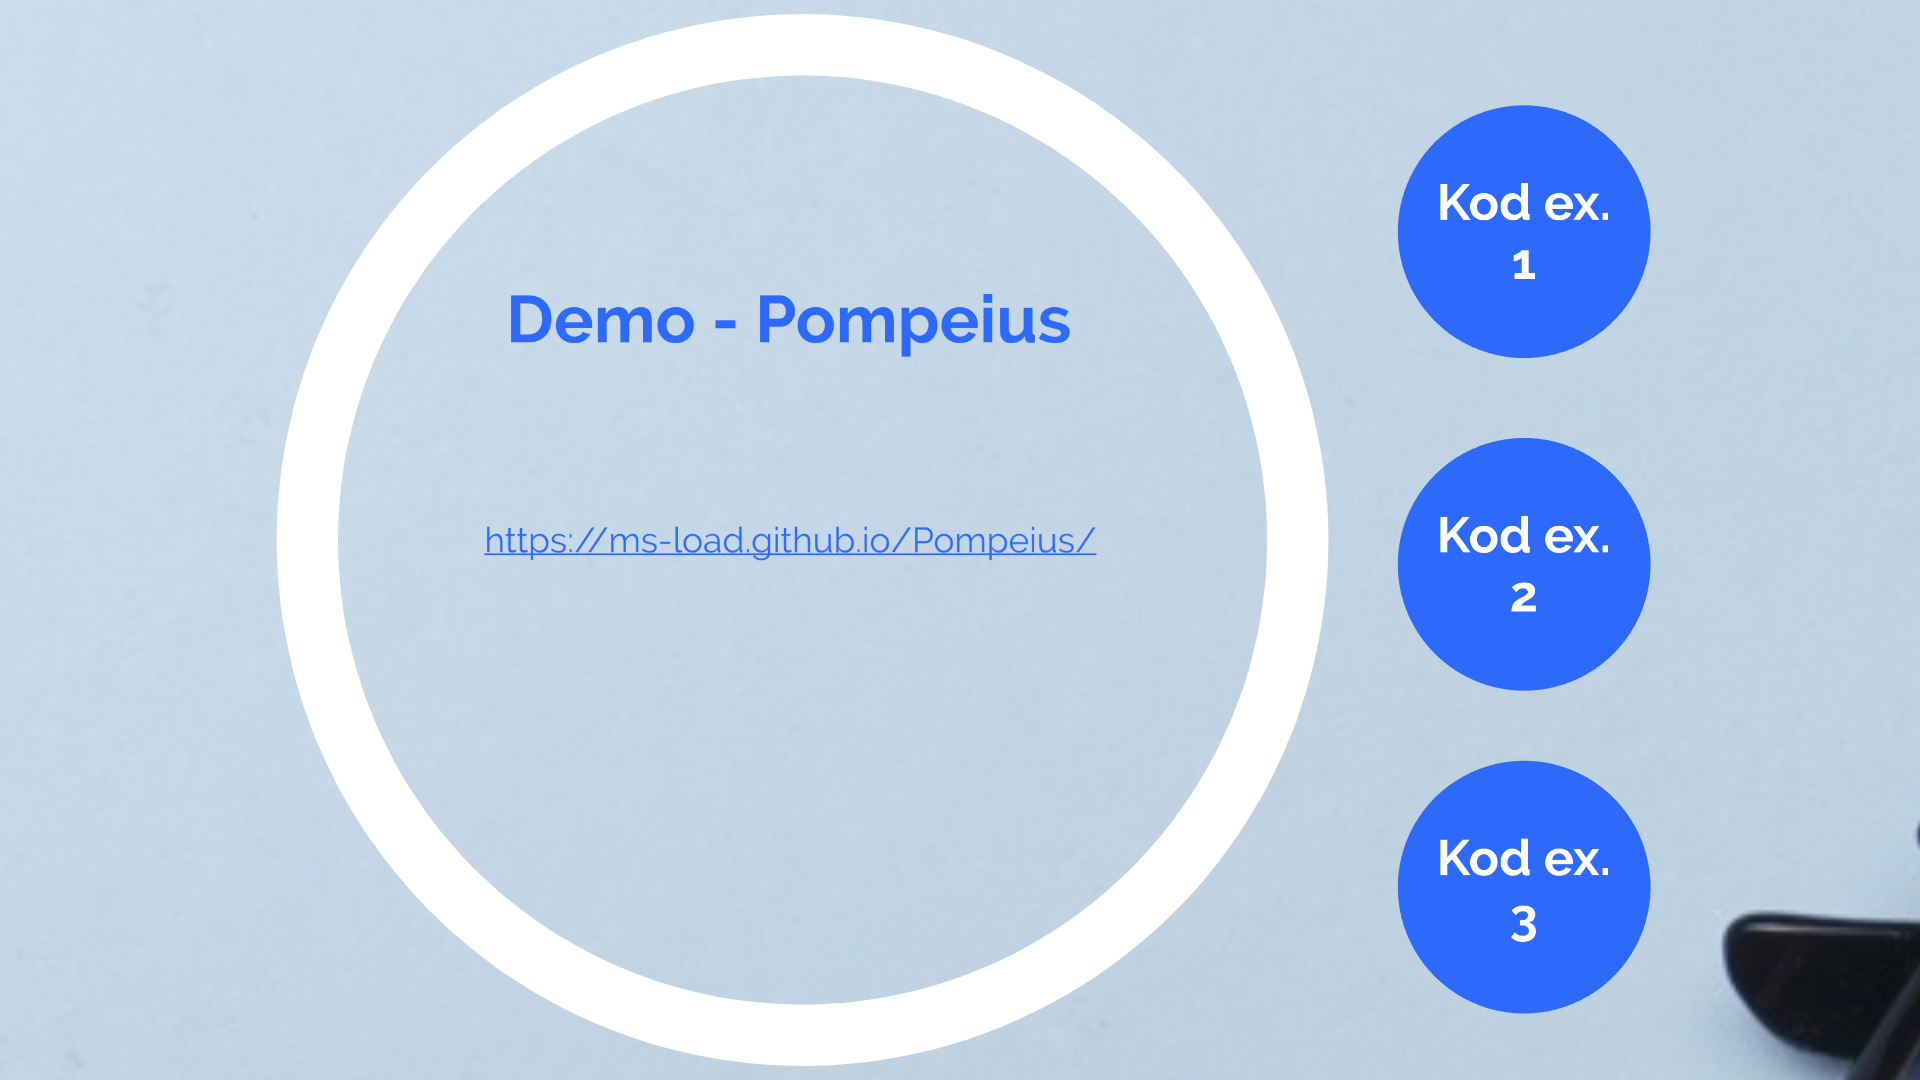 Demo - Pompeius
https://ms-load.github.io/Pompeius/
Kod ex.
1
Kod ex.
2
Kod ex.
3